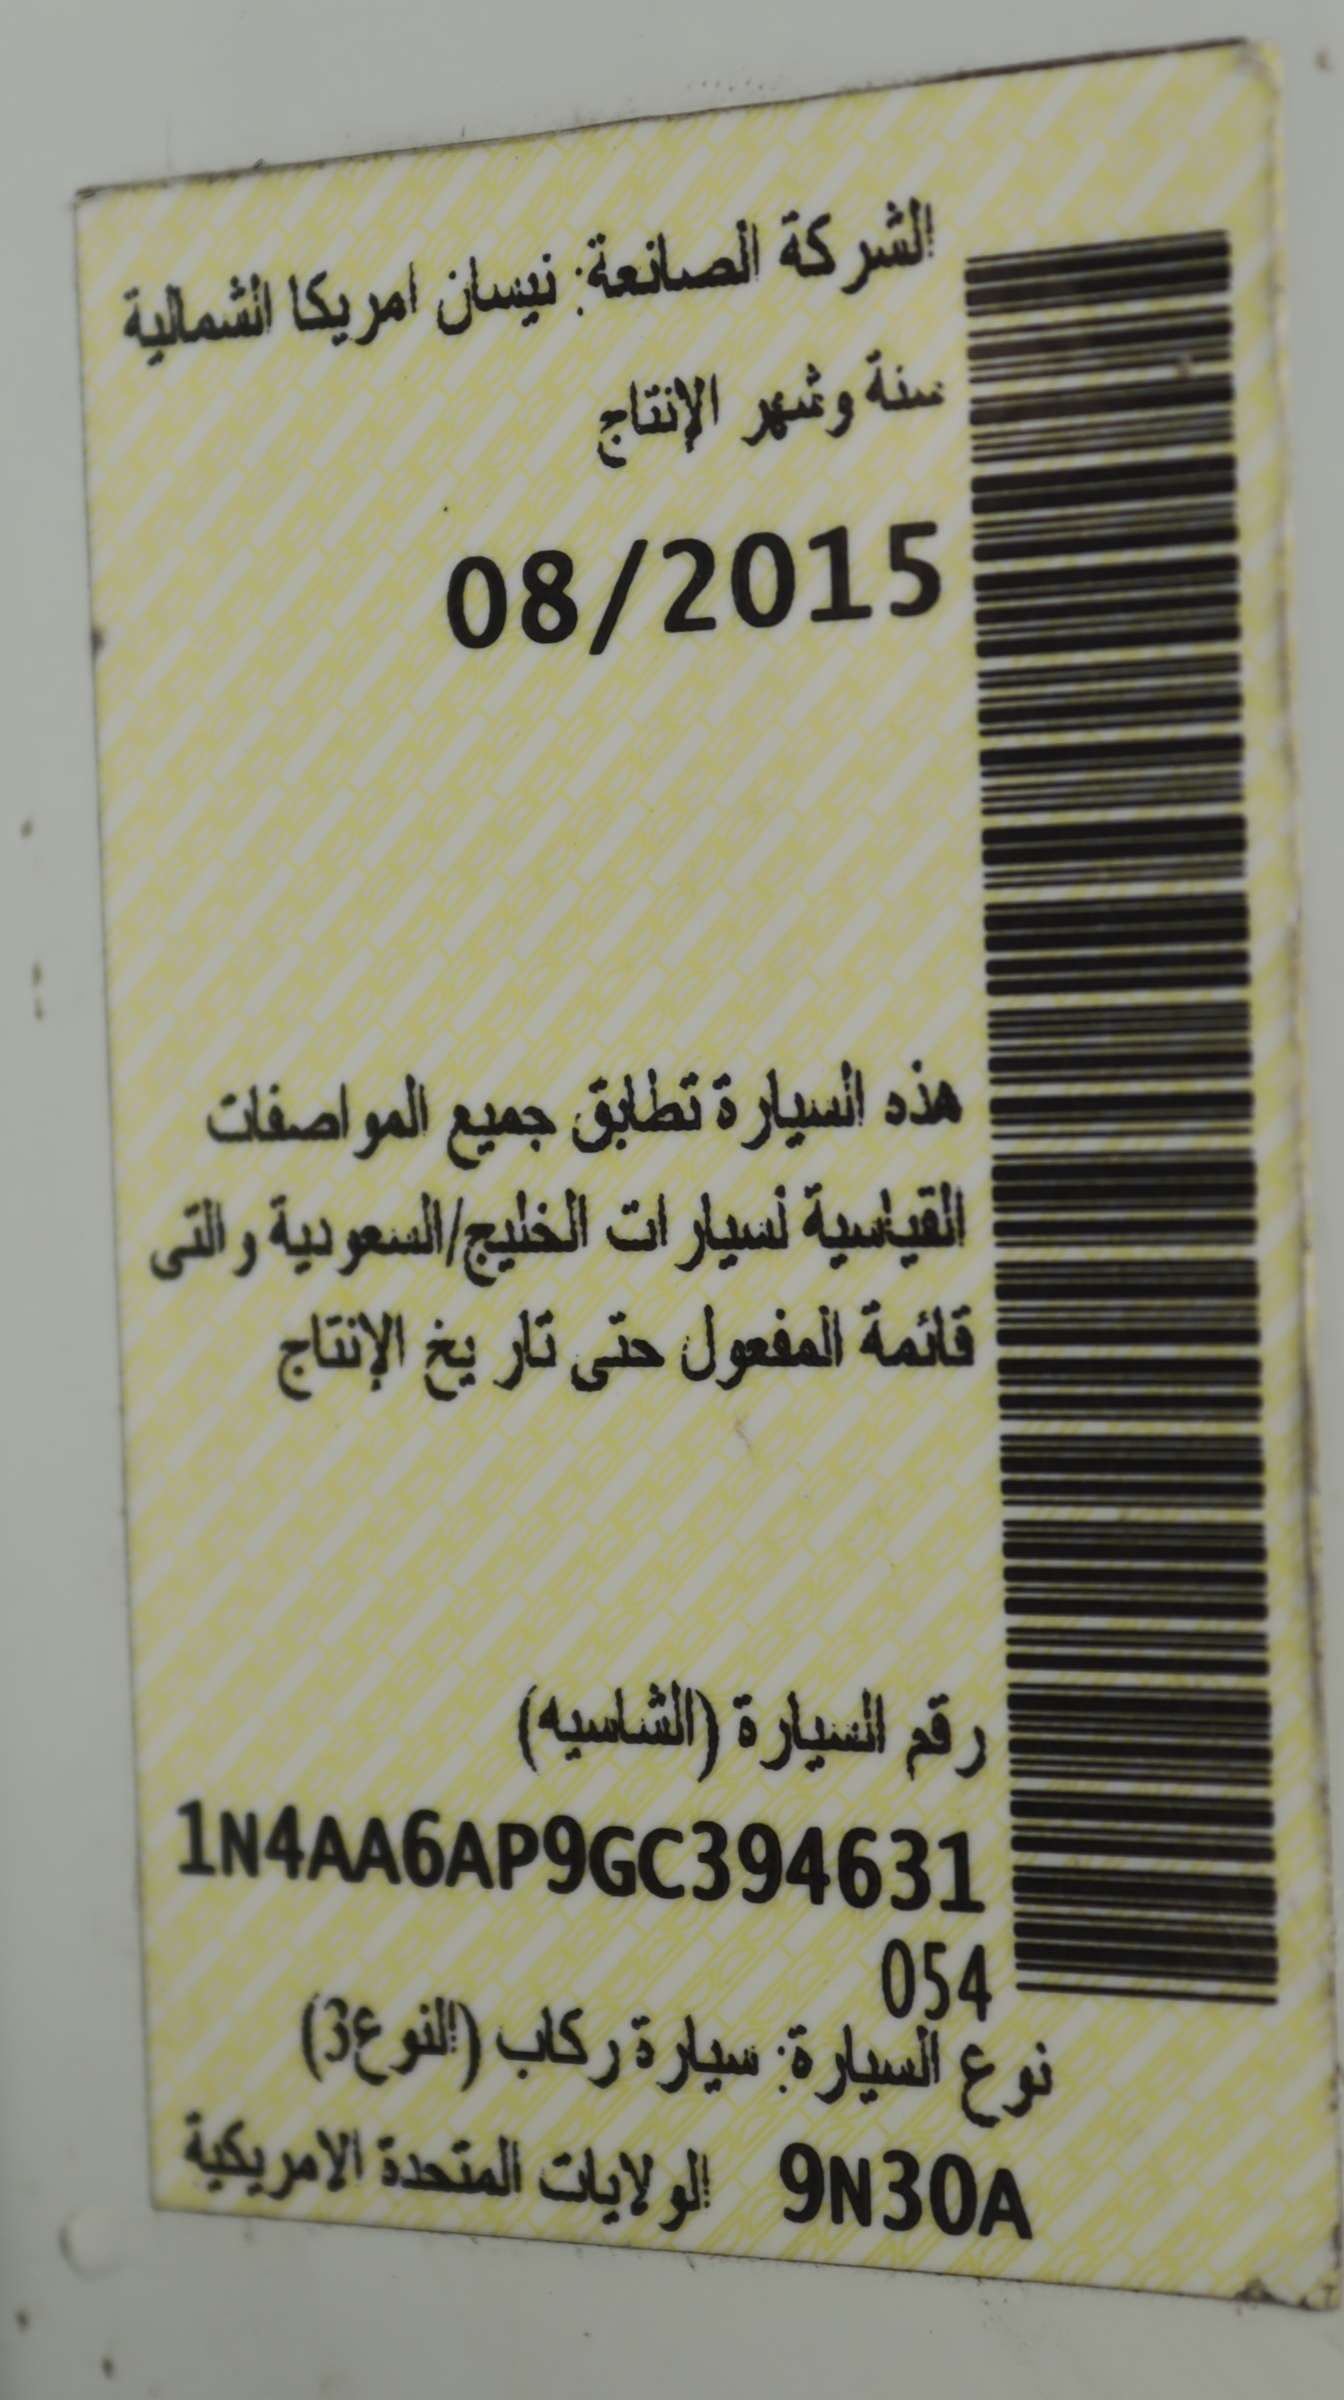 الشركة الصانعة: نيسان امريكا الشمالية
سنة وشهر الإنتاج
08/2015
هذه السيارة تطابق جميع المواصفات
القياسية لسيارات الخليج/السعودية والتى
قائمة المفعول حتى تاريخ الإنتاج
رقم السيارة (الشاسيه)
1N4AA6AP9GC394631
054
نوع السيارة: سيارة ركاب (النوع3)
9N30A الولايات المتحدة الامريكية